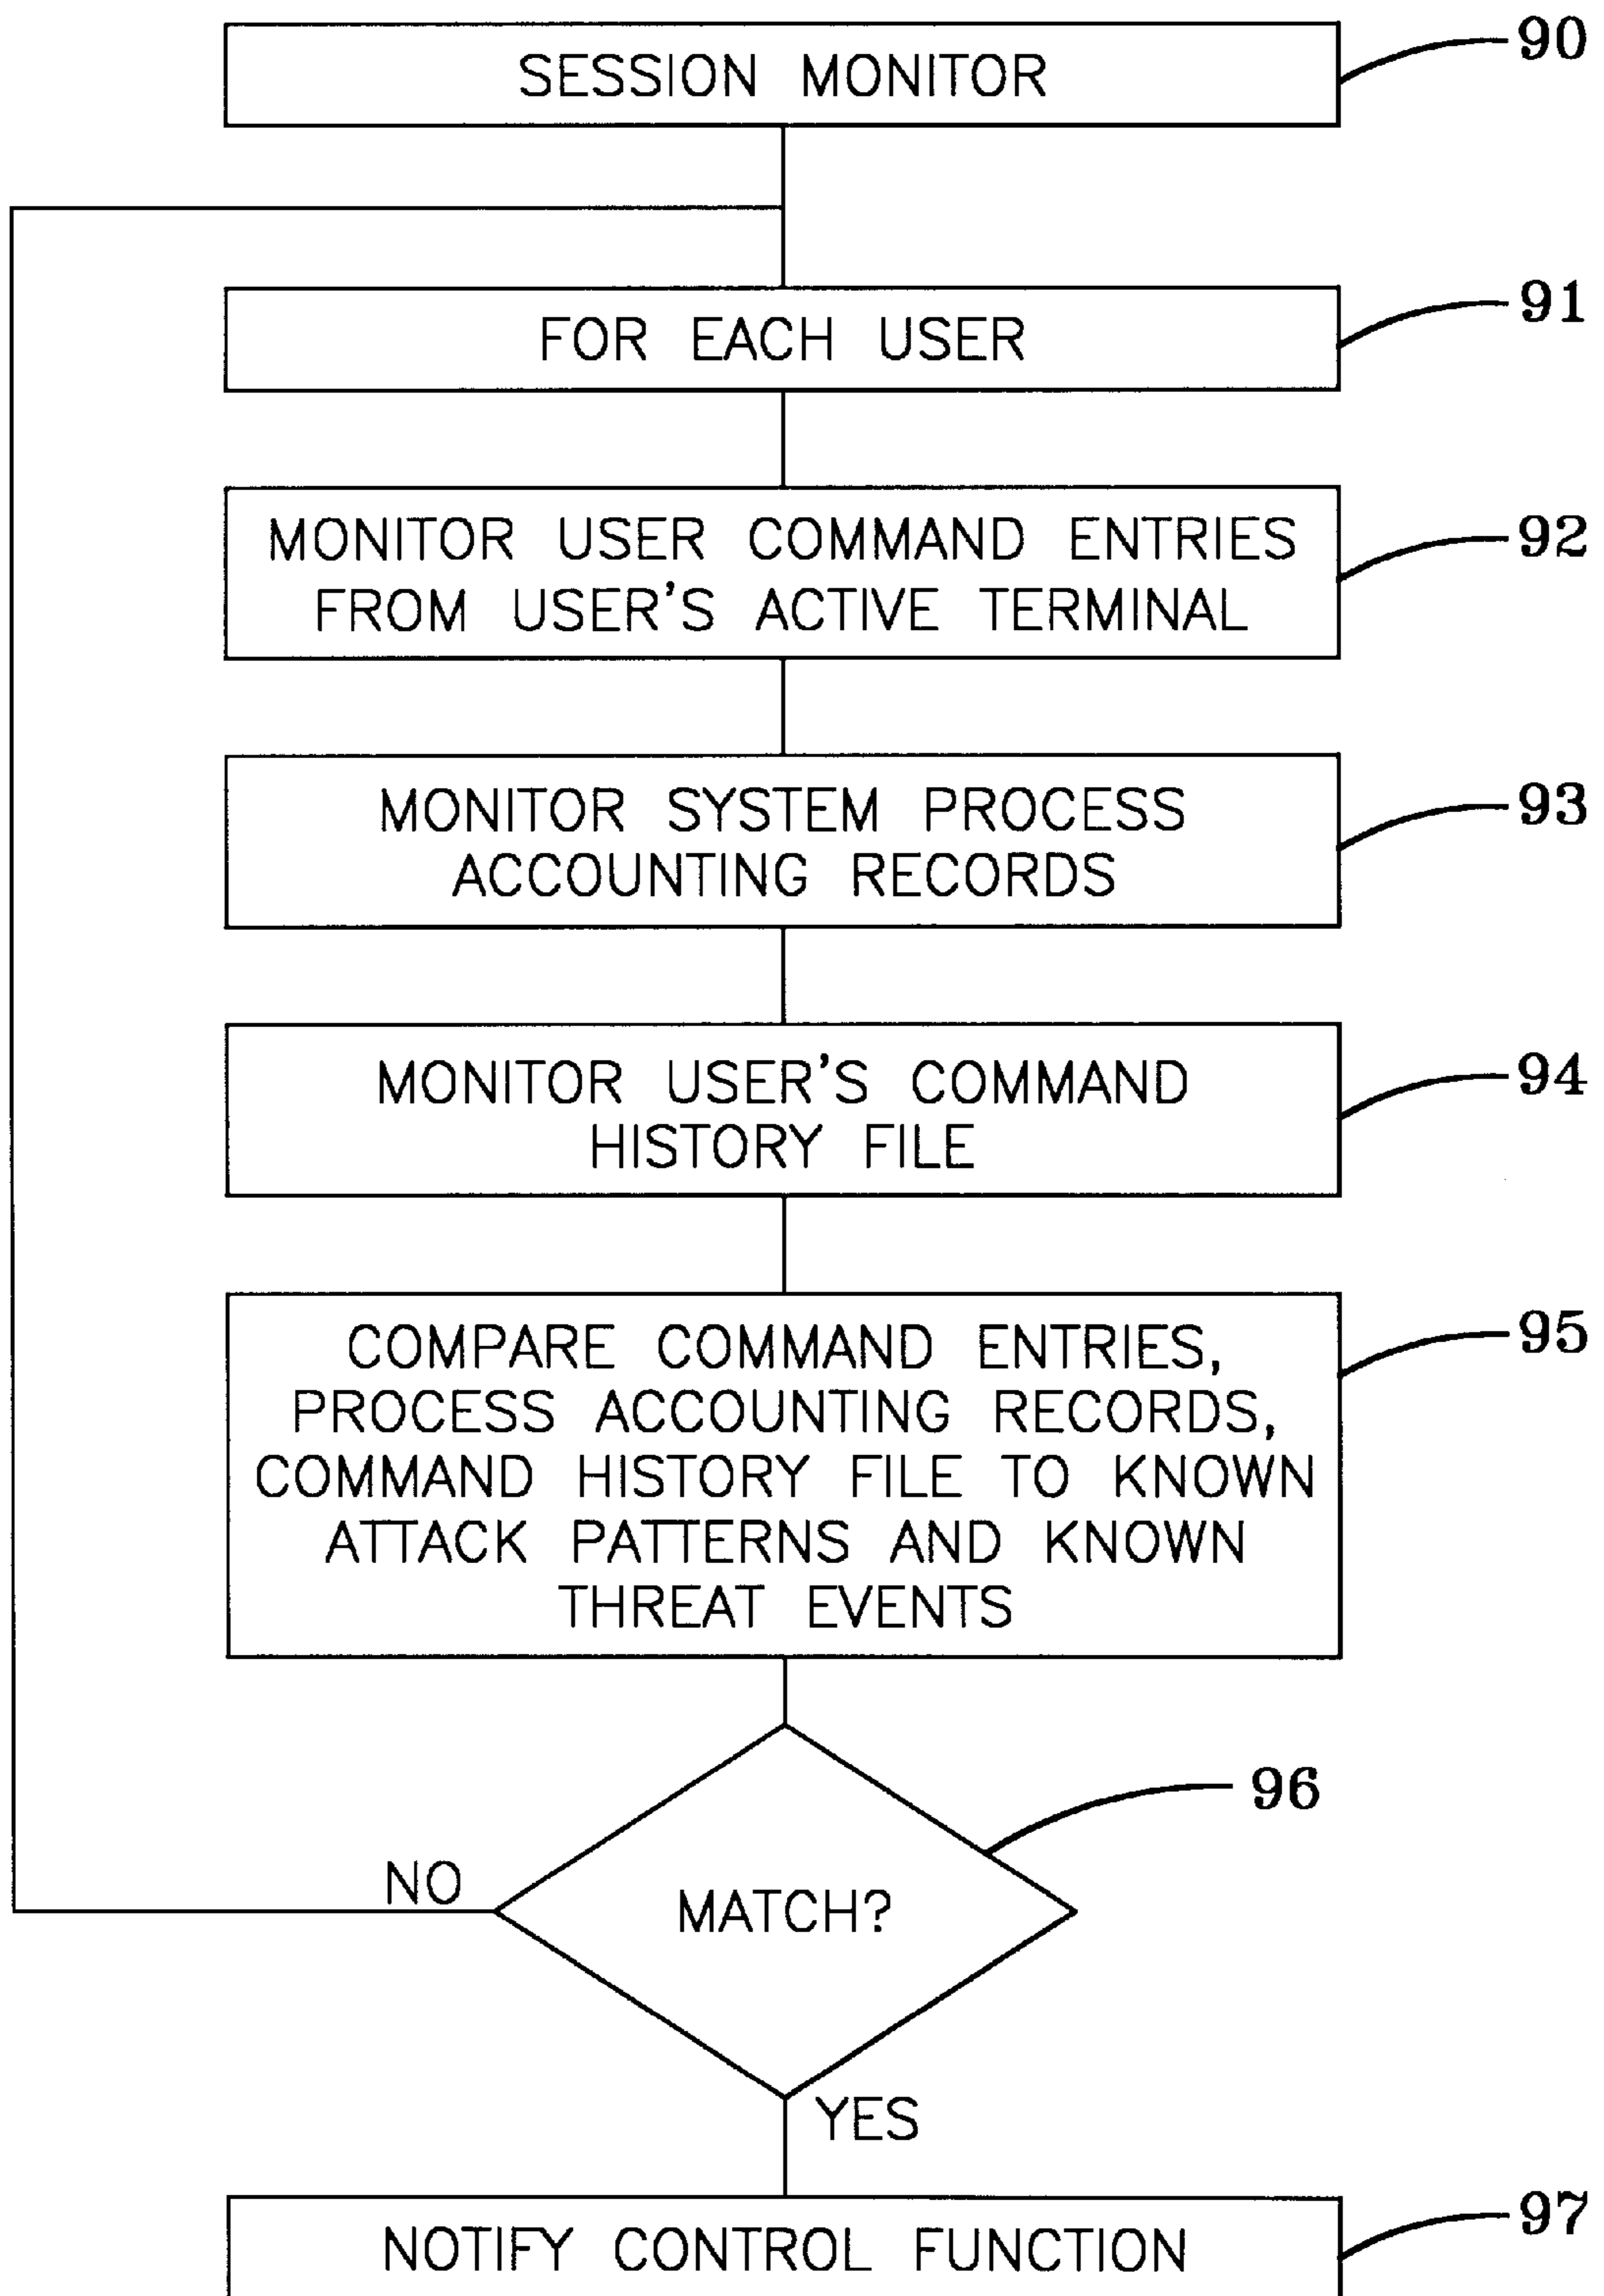 SESSION MONITOR
90
FOR EACH USER
91
MONITOR USER COMMAND ENTRIES
FROM USER'S ACTIVE TERMINAL
92
MONITOR SYSTEM PROCESS
ACCOUNTING RECORDS
93
MONITOR USER'S COMMAND
HISTORY FILE
94
COMPARE COMMAND ENTRIES,
PROCESS ACCOUNTING RECORDS,
COMMAND HISTORY FILE TO KNOWN
ATTACK PATTERNS AND KNOWN
THREAT EVENTS
95
96
NO
MATCH?
YES
NOTIFY CONTROL FUNCTION
97